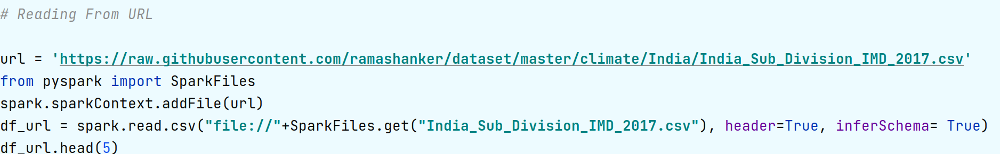 # Reading From URL
url = 'https://raw.githubusercontent.com/ramashanker/dataset/master/climate/India/India_Sub_Division_IMD_2017.csv'
from pyspark import SparkFiles
spark.sparkContext.addFile(url)
df_url = spark.read.csv("file://"+SparkFiles.get("India_Sub_Division_IMD_2017.csv"), header=True, inferSchema= True)
df_url.head(5)